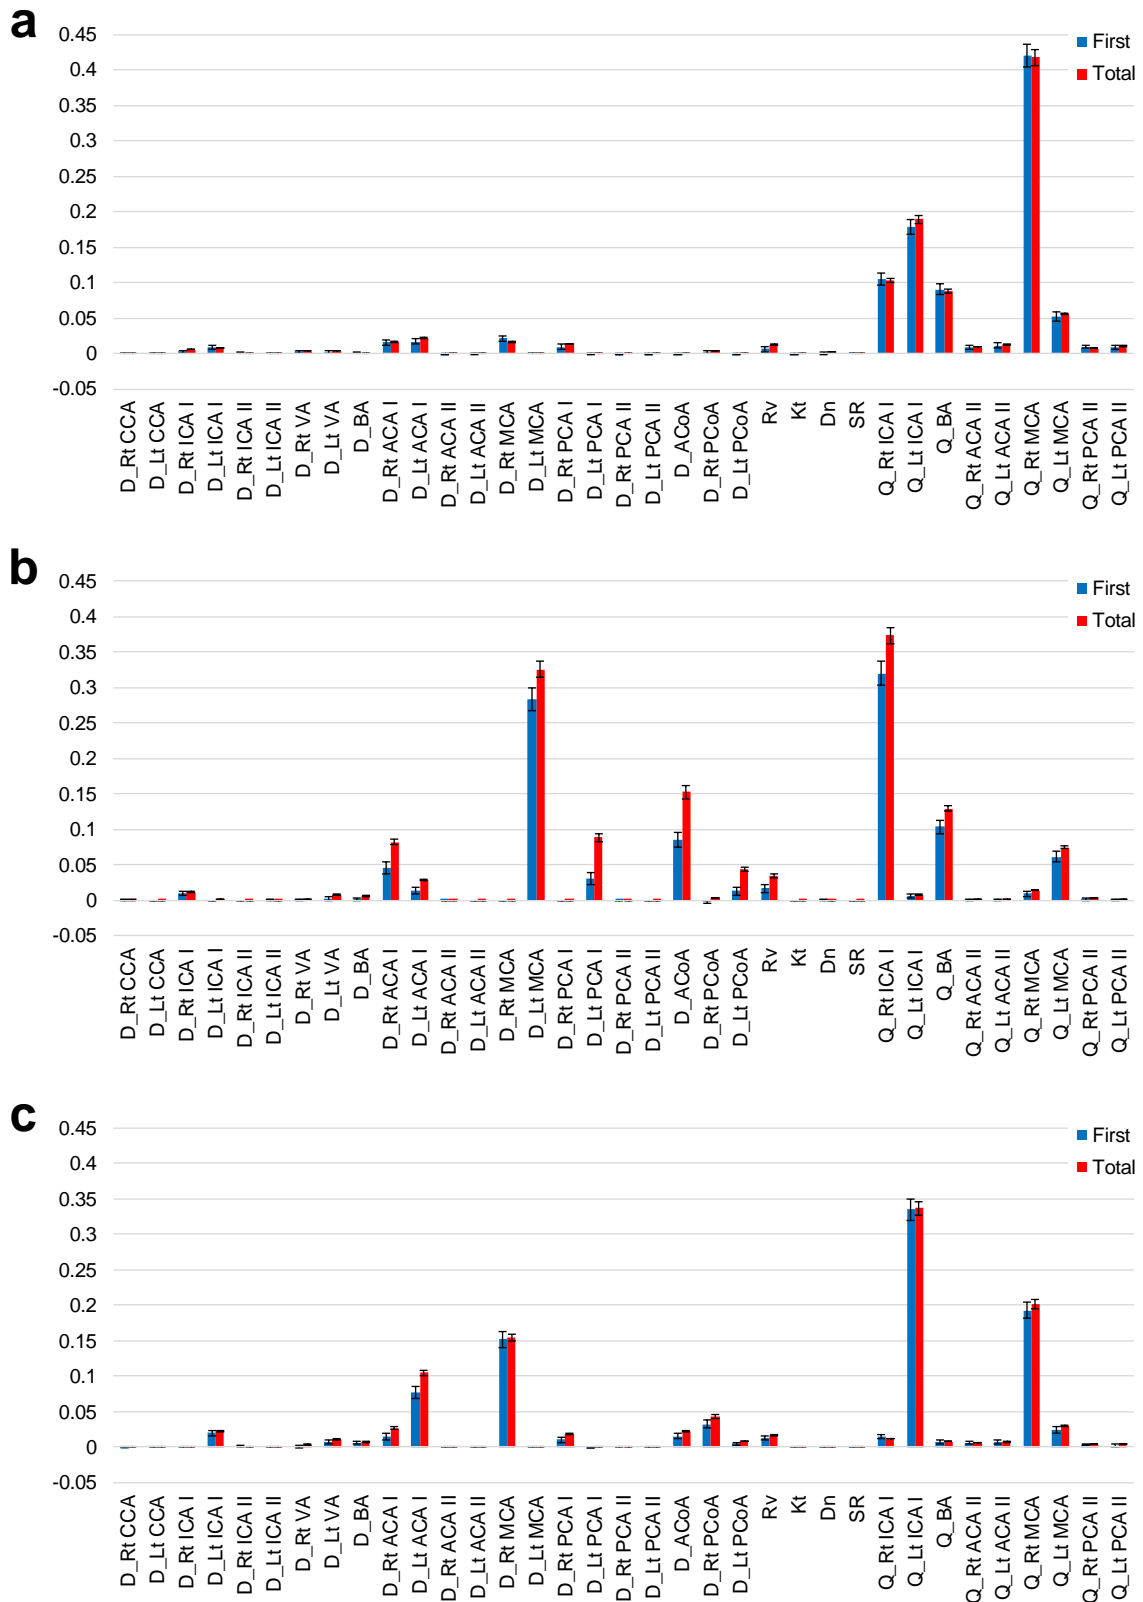 a
0.45
0.4
0.35
0.3
0.25
0.2
0.15
0.1
0.05
0
-0.05
First
Total
D_Rt CCA
D_Lt CCA
D_Rt ICA I
D_Lt ICA I
D_Rt ICA II
D_Lt ICA II
D_Rt VA
D_Lt VA
D_BA
D_Rt ACA I
D_Lt ACA I
D_Rt ACA II
D_Lt ACA II
D_Rt MCA
D_Lt MCA
D_Rt PCA I
D_Lt PCA I
D_Rt PCA II
D_Lt PCA II
D_ACoA
D_Rt PCoA
D_Lt PCoA
Rv
Kt
Dn
SR
Q_Rt ICA I
Q_Lt ICA I
Q_BA
Q_Rt ACA II
Q_Lt ACA II
Q_Rt MCA
Q_Lt MCA
Q_Rt PCA II
Q_Lt PCA II
b
0.45
0.4
0.35
0.3
0.25
0.2
0.15
0.1
0.05
0
-0.05
First
Total
D_Rt CCA
D_Lt CCA
D_Rt ICA I
D_Lt ICA I
D_Rt ICA II
D_Lt ICA II
D_Rt VA
D_Lt VA
D_BA
D_Rt ACA I
D_Lt ACA I
D_Rt ACA II
D_Lt ACA II
D_Rt MCA
D_Lt MCA
D_Rt PCA I
D_Lt PCA I
D_Rt PCA II
D_Lt PCA II
D_ACoA
D_Rt PCoA
D_Lt PCoA
Rv
Kt
Dn
SR
Q_Rt ICA I
Q_Lt ICA I
Q_BA
Q_Rt ACA II
Q_Lt ACA II
Q_Rt MCA
Q_Lt MCA
Q_Rt PCA II
Q_Lt PCA II
c
0.45
0.4
0.35
0.3
0.25
0.2
0.15
0.1
0.05
0
-0.05
First
Total
D_Rt CCA
D_Lt CCA
D_Rt ICA I
D_Lt ICA I
D_Rt ICA II
D_Lt ICA II
D_Rt VA
D_Lt VA
D_BA
D_Rt ACA I
D_Lt ACA I
D_Rt ACA II
D_Lt ACA II
D_Rt MCA
D_Lt MCA
D_Rt PCA I
D_Lt PCA I
D_Rt PCA II
D_Lt PCA II
D_ACoA
D_Rt PCoA
D_Lt PCoA
Rv
Kt
Dn
SR
Q_Rt ICA I
Q_Lt ICA I
Q_BA
Q_Rt ACA II
Q_Lt ACA II
Q_Rt MCA
Q_Lt MCA
Q_Rt PCA II
Q_Lt PCA II